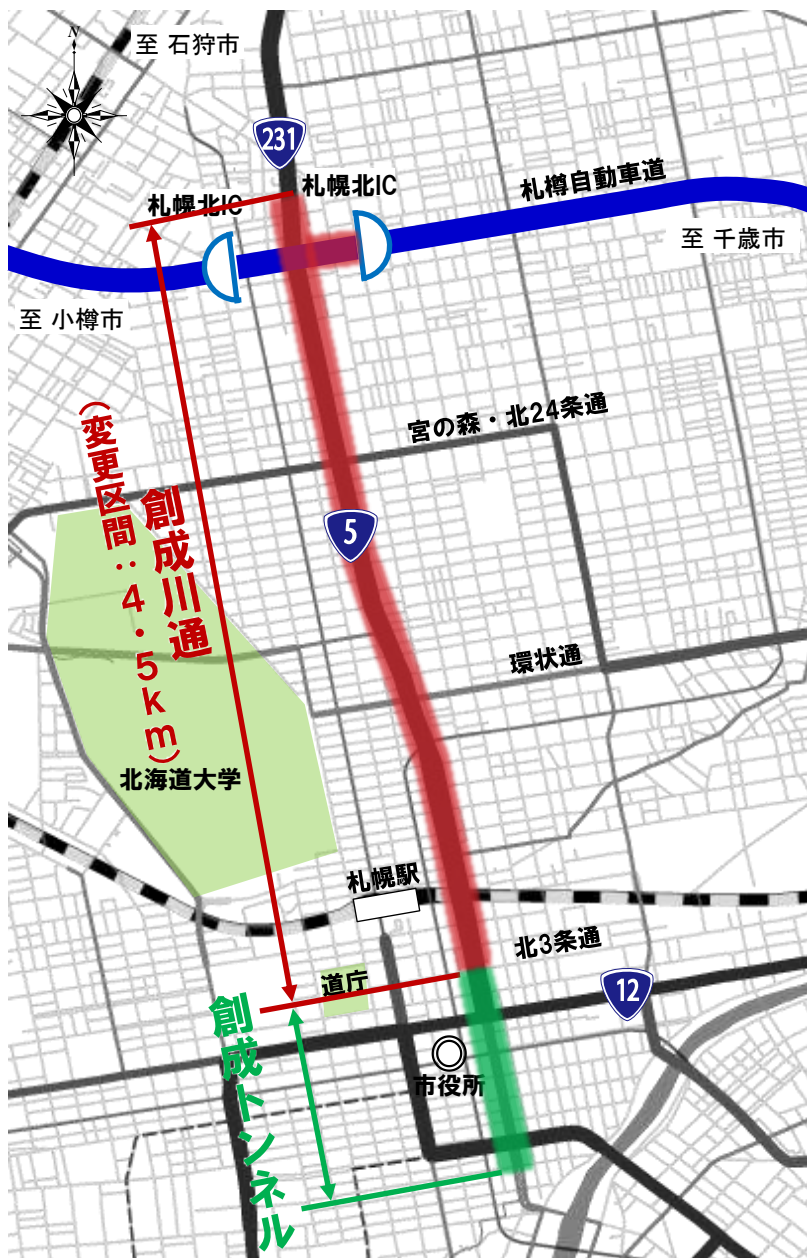 N
至 石狩市
231
札幌北IC
札幌北IC
札樽自動車道
至 千歳市
至 小樽市
宮の森・北24条通
創成川通
(変更区間:4.5km)
5
環状通
北海道大学
札幌駅
北3条通
道庁
12
創成トンネル
市役所